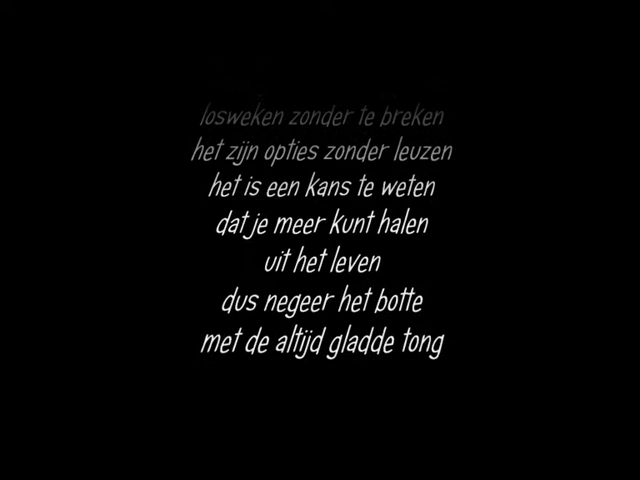 losweken zonder te breken
het zijn opties zonder leuzen
het is een kans te weten
dat je meer kunt halen
uit het leven
dus negeer het botte
met de altijd gladde tong